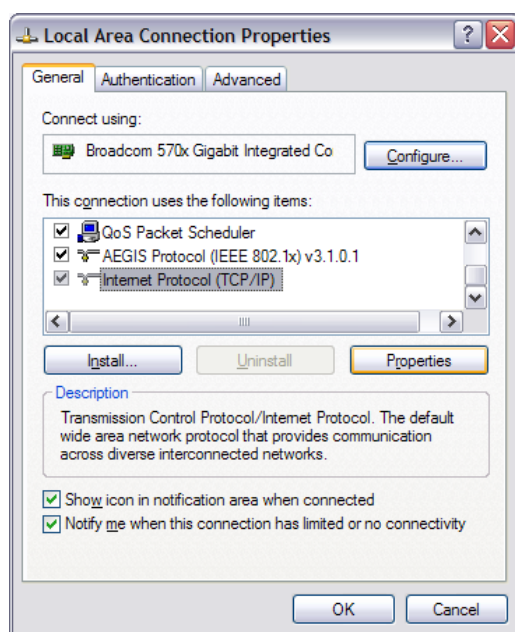 Local Area Connection Properties
General Authentication Advanced
Connect using:
Broadcom 570x Gigabit Integrated Co
Configure...
This connection uses the following items:
QoS Packet Scheduler
AEGIS Protocol (IEEE 802.1x) v3.1.0.1
Internet Protocol (TCP/IP)
Install... Uninstall Properties
Description
Transmission Control Protocol/Internet Protocol. The default
wide area network protocol that provides communication
across diverse interconnected networks.
Show icon in notification area when connected
Notify me when this connection has limited or no connectivity
OK Cancel